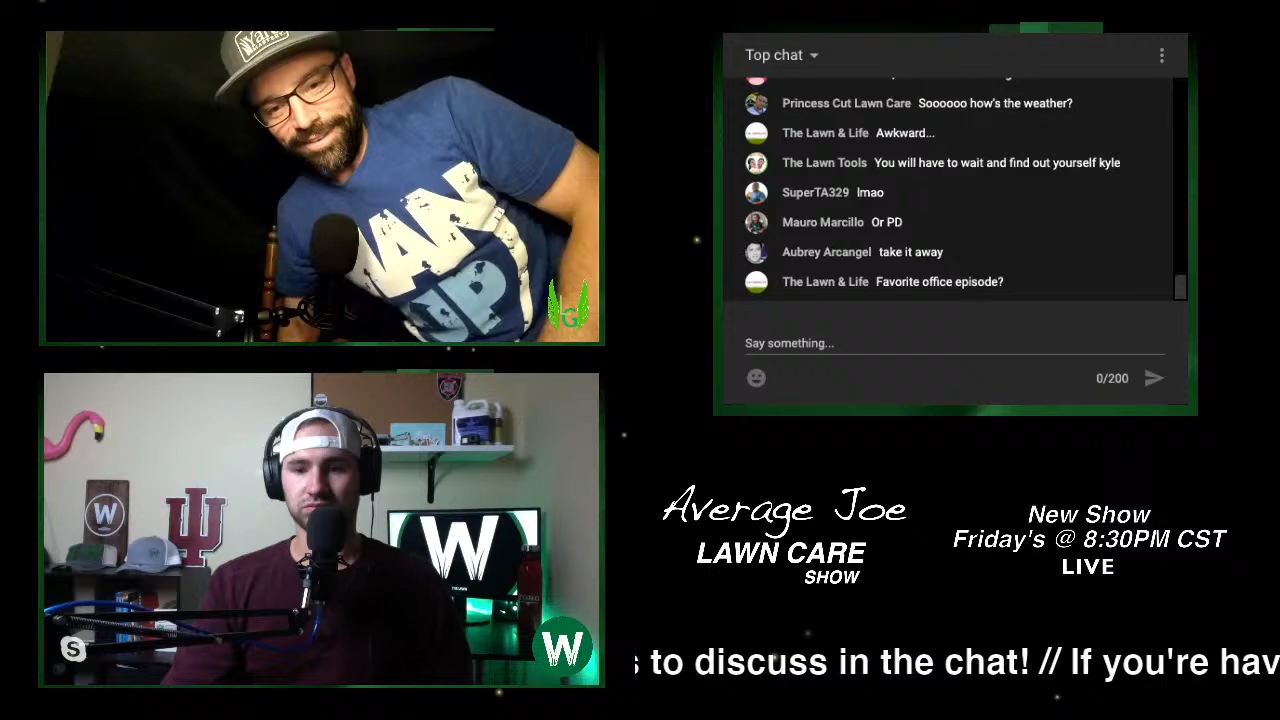 MAN
UP
G
W
IU
W
S
W
Top chat
Princess Cut Lawn Care Soooooo how's the weather?
The Lawn & Life Awkward...
The Lawn Tools You will have to wait and find out yourself kyle
SuperTA329 lmao
Mauro Marcillo Or PD
Aubrey Arcangel take it away
The Lawn & Life Favorite office episode?
Say something...
0/200
Average Joe
LAWN CARE
SHOW
New Show
Friday's @ 8:30PM CST
LIVE
to discuss in the chat! // If you're hav